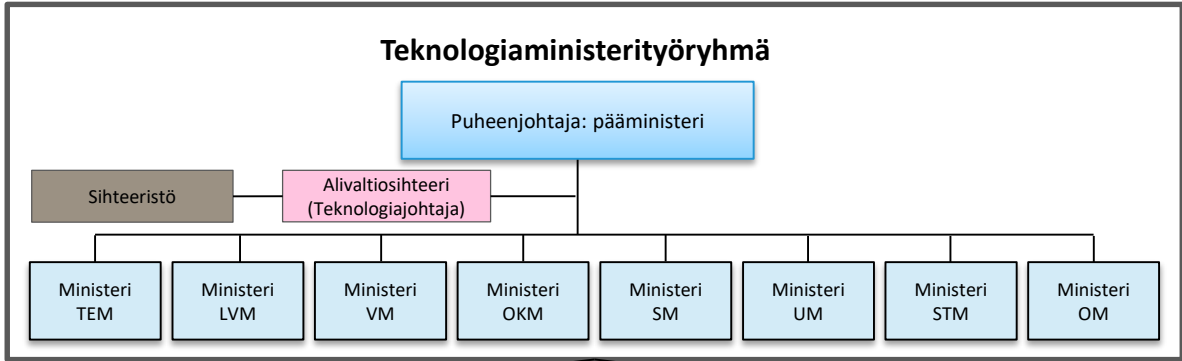 Teknologiaministerityöryhmä
Puheenjohtaja: pääministeri
Sihteeristö
Alivaltiosihteeri
(Teknologiajohtaja)
Ministeri
TEM
Ministeri
LVM
Ministeri
VM
Ministeri
OKM
Ministeri
SM
Ministeri
UM
Ministeri
STM
Ministeri
OM